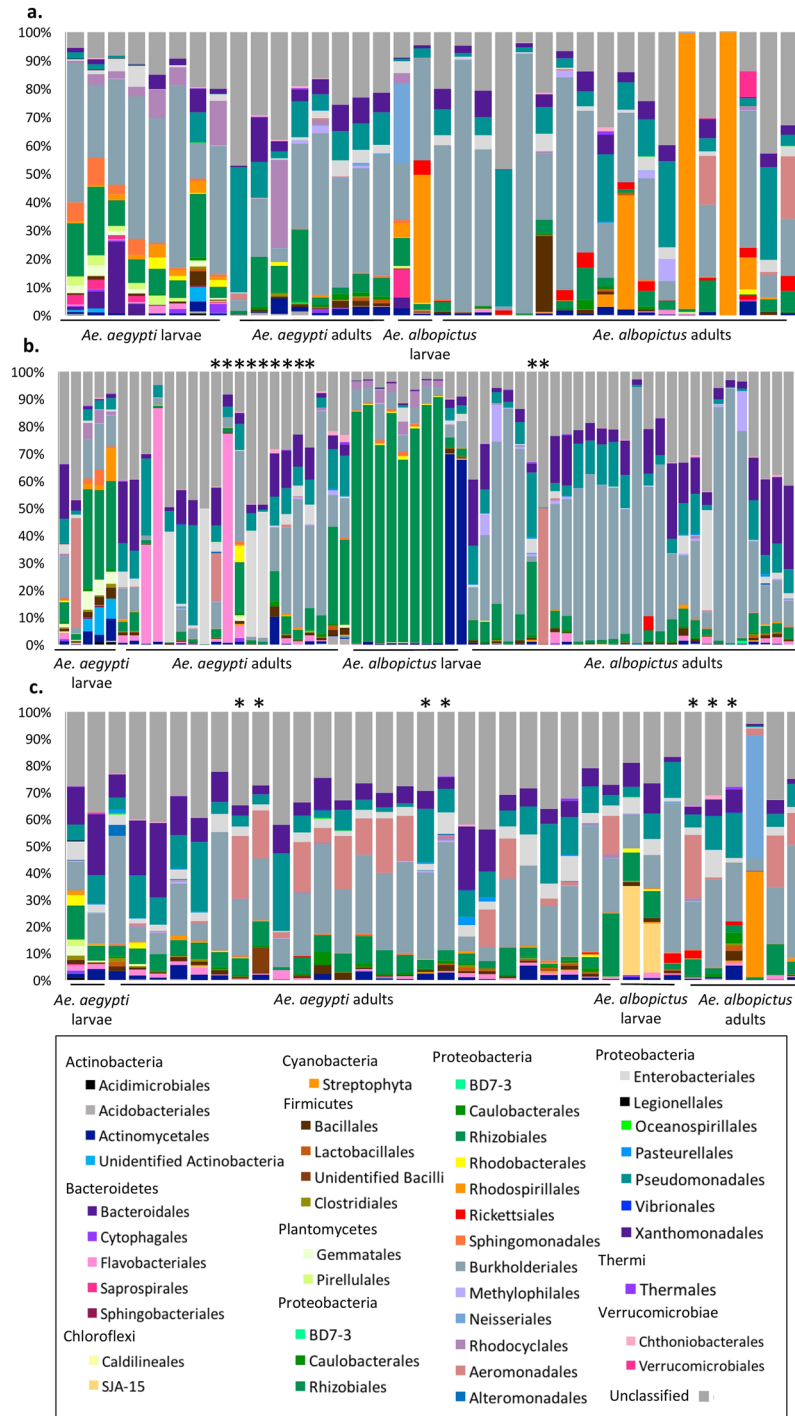 a.
100%
90%
80%
70%
60%
50%
40%
30%
20%
10%
0%
Ae. aegypti larvae
Ae. aegypti adults
Ae. albopictus
larvae
Ae. albopictus adults
b.
**********
**
100%
90%
80%
70%
60%
50%
40%
30%
20%
10%
0%
Ae. aegypti
larvae
Ae. aegypti adults
Ae. albopictus larvae
Ae. albopictus adults
c.
* *
* *
* * *
100%
90%
80%
70%
60%
50%
40%
30%
20%
10%
0%
Ae. aegypti
larvae
Ae. aegypti adults
Ae. albopictus
larvae
Ae. albopictus
adults
Actinobacteria
Acidimicrobiales
Acidobacteriales
Actinomycetales
Unidentified Actinobacteria
Bacteroidetes
Bacteroidales
Cytophagales
Flavobacteriales
Saprospirales
Sphingobacteriales
Chloroflexi
Caldilineales
SJA-15
Cyanobacteria
Streptophyta
Firmicutes
Bacillales
Lactobacillales
Unidentified Bacilli
Clostridiales
Plantomycetes
Gemmatales
Pirellulales
Proteobacteria
BD7-3
Caulobacterales
Rhizobiales
Proteobacteria
BD7-3
Caulobacterales
Rhizobiales
Rhodobacterales
Rhodospirillales
Rickettsiales
Sphingomonadales
Burkholderiales
Methylophilales
Neisseriales
Rhodocyclales
Aeromonadales
Alteromonadales
Proteobacteria
Enterobacteriales
Legionellales
Oceanospirillales
Pasteurellales
Pseudomonadales
Vibrionales
Xanthomonadales
Thermi
Thermales
Verrucomicrobiae
Chthoniobacterales
Verrucomicrobiales
Unclassified